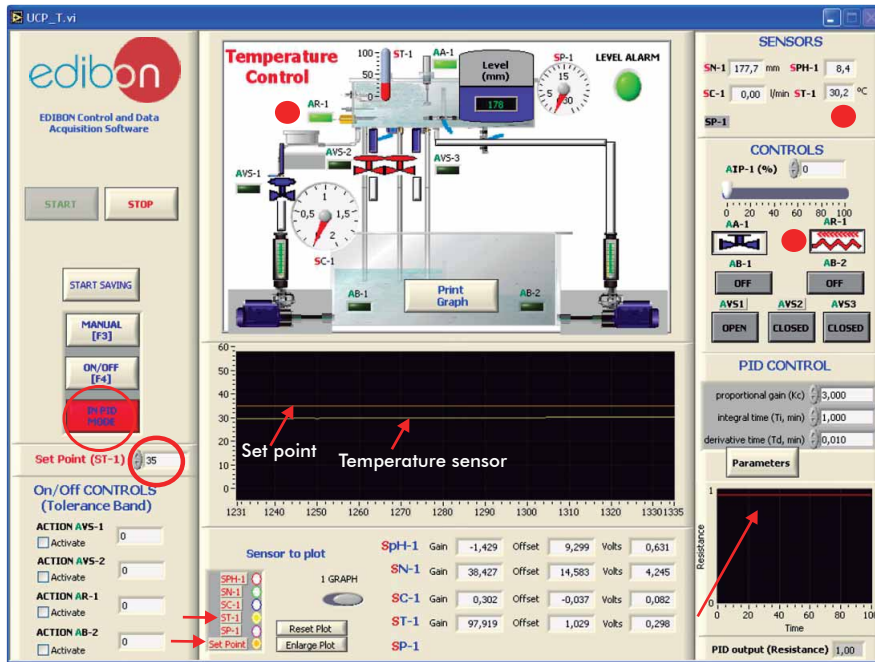 UCP_T.vi
edibon
EDIBON Control and Data
Acquisition Software
START
STOP
START SAVING
MANUAL
[F3]
ON/OFF
[F4]
IN PID
MODE
Set Point (ST-1)
35
On/Off CONTROLS
(Tolerance Band)
ACTION AVS-1
Activate
0
ACTION AVS-2
Activate
0
ACTION AR-1
Activate
0
ACTION AB-2
Activate
0
Temperature
Control
100
50
0
ST-1
AA-1
Level
(mm)
178
SP-1
15
5
30
LEVEL ALARM
AR-1
AVS-2
AVS-3
AVS-1
1
0,5
1,5
0
2
SC-1
AB-1
Print
Graph
AB-2
60
50
40
30
20
10
0
Set point
Temperature sensor
1231 1240 1250 1260 1270 1280 1290 1300 1310 1320 1330 1335
Sensor to plot
SPH-1
SN-1
SC-1
ST-1
SP-1
Set Point
1 GRAPH
Reset Plot
Enlarge Plot
SpH-1 Gain -1,429 Offset 9,299 Volts 0,631
SN-1 Gain 38,427 Offset 14,583 Volts 4,245
SC-1 Gain 0,302 Offset -0,037 Volts 0,082
ST-1 Gain 97,919 Offset 1,029 Volts 0,298
SP-1
SENSORS
SN-1 177,7 mm SPH-1 8,4
SC-1 0,00 l/min ST-1 30,2 ºC
SP-1
CONTROLS
AIP-1 (%) 0
0 20 40 60 80 100
AA-1
AR-1
AB-1
AB-2
OFF
OFF
AVS1 AVS2 AVS3
OPEN CLOSED CLOSED
PID CONTROL
proportional gain (Kc) 3,000
integral time (Ti, min) 1,000
derivative time (Td, min) 0,010
Parameters
1
Resistance
0
0 20 40 60 80 100
Time
PID output (Resistance) 1,00